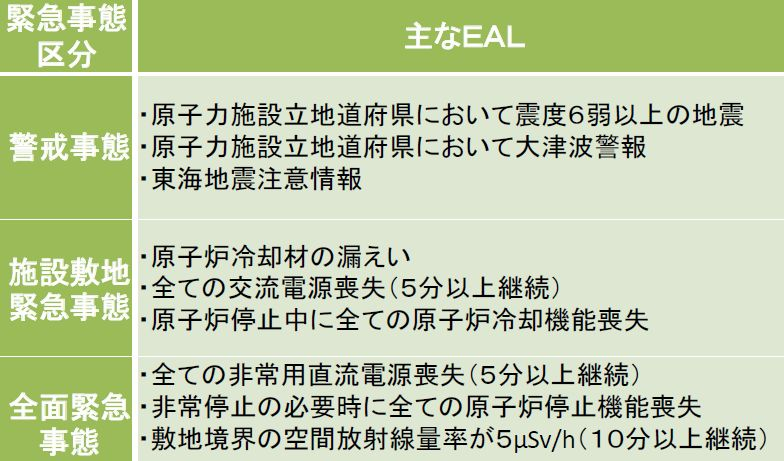 緊急事態
区分
主なEAL
警戒事態
・原子力施設立地道府県において震度6弱以上の地震
・原子力施設立地道府県において大津波警報
・東海地震注意情報
施設敷地
緊急事態
・原子炉冷却材の漏えい
・全ての交流電源喪失（5分以上継続）
・原子炉停止中に全ての原子炉冷却機能喪失
全面緊急
事態
・全ての非常用直流電源喪失（5分以上継続）
・非常停止の必要時に全ての原子炉停止機能喪失
・敷地境界の空間放射線量率が5μSv/h（10分以上継続）